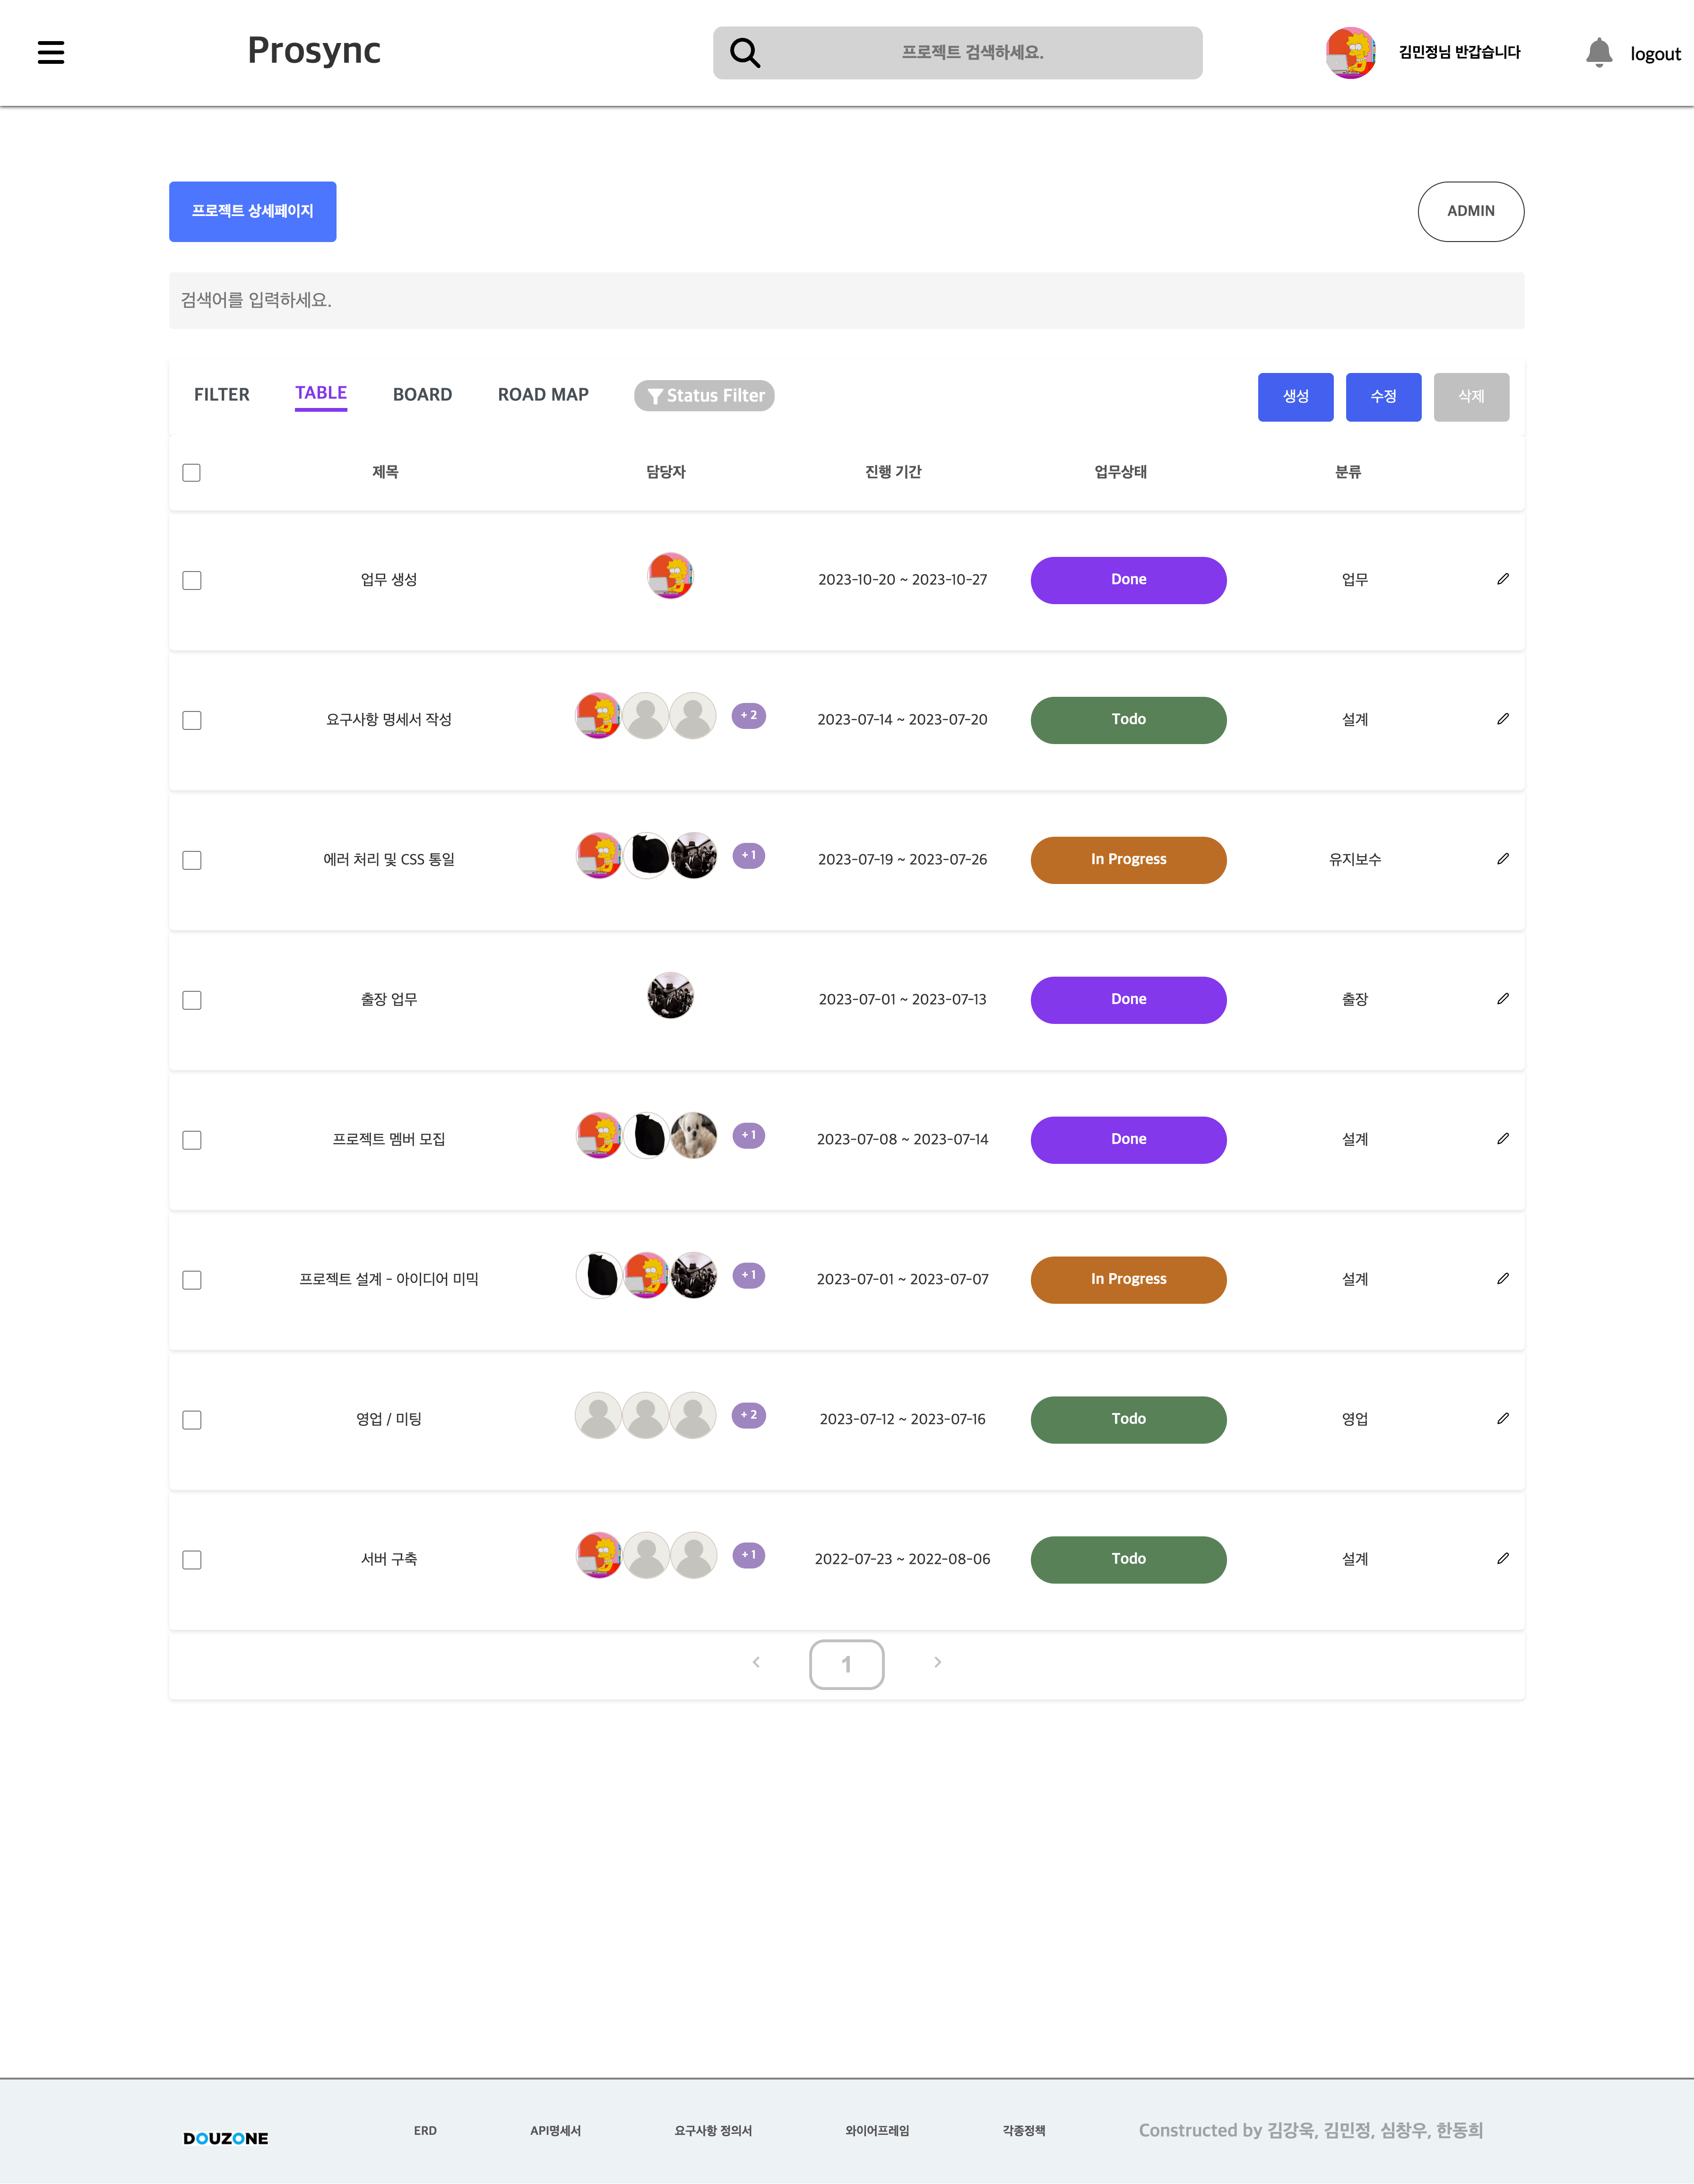 Prosync
프로젝트 검색하세요.
김민정님 반갑습니다
logout
프로젝트 상세페이지
ADMIN
검색어를 입력하세요.
FILTER TABLE BOARD ROAD MAP Status Filter 생성 수정 삭제
제목 담당자 진행 기간 업무상태 분류
업무 생성 2023-10-20 ~ 2023-10-27 Done 업무
요구사항 명세서 작성 + 2 2023-07-14 ~ 2023-07-20 Todo 설계
에러 처리 및 CSS 통일 + 1 2023-07-19 ~ 2023-07-26 In Progress 유지보수
출장 업무 2023-07-01 ~ 2023-07-13 Done 출장
프로젝트 멤버 모집 + 1 2023-07-08 ~ 2023-07-14 Done 설계
프로젝트 설계 - 아이디어 미믹 + 1 2023-07-01 ~ 2023-07-07 In Progress 설계
영업 / 미팅 + 2 2023-07-12 ~ 2023-07-16 Todo 영업
서버 구축 + 1 2022-07-23 ~ 2022-08-06 Todo 설계
1
DOUZONE ERD API명세서 요구사항 정의서 와이어프레임 각종정책 Constructed by 김강욱, 김민정, 심창우, 한동희